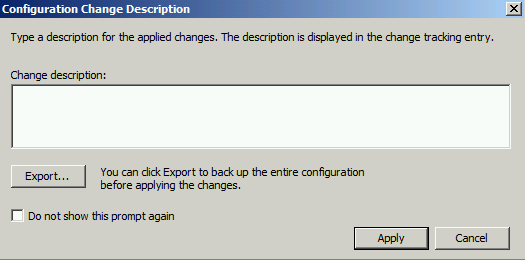 Configuration Change Description
Type a description for the applied changes. The description is displayed in the change tracking entry.
Change description:
Export...
You can click Export to back up the entire configuration
before applying the changes.
Do not show this prompt again
Apply
Cancel